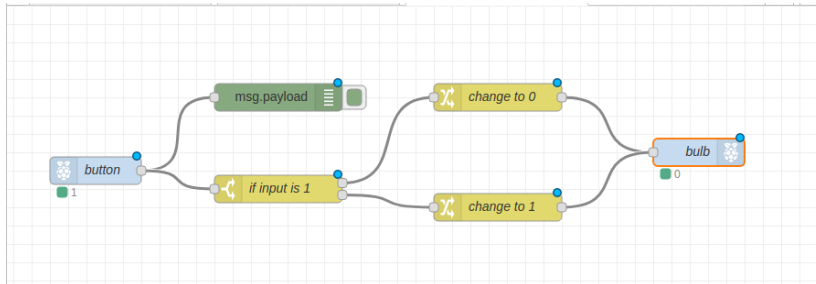 msg.payload
change to 0
button
1
if input is 1
change to 1
bulb
0